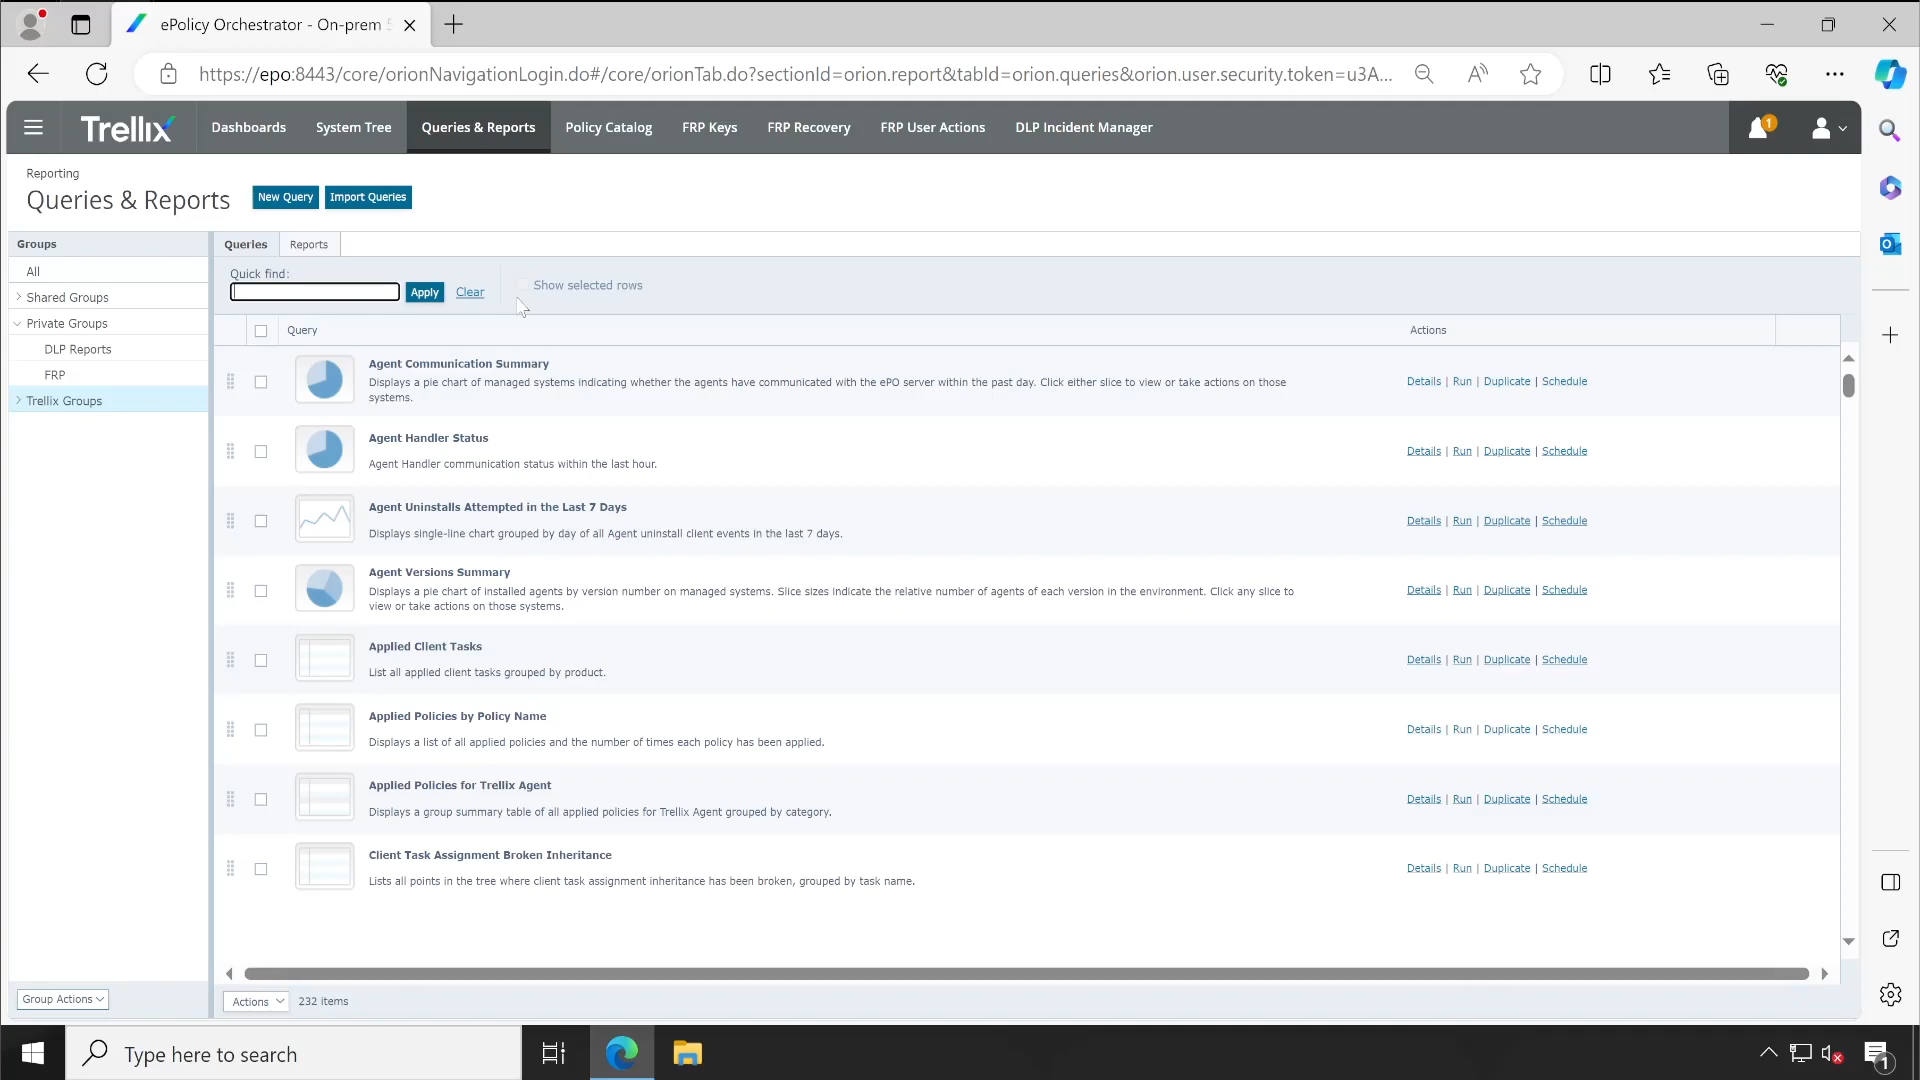 ePolicy Orchestrator - On-prem
https://epo:8443/core/orionNavigationLogin.do#/core/orionTab.do?sectionId=orion.report&tabId=orion.queries&orion.user.security.token=u3A...
Trellix
Dashboards
System Tree
Queries & Reports
Policy Catalog
FRP Keys
FRP Recovery
FRP User Actions
DLP Incident Manager
1
Reporting
Queries & Reports
New Query
Import Queries
Groups
All
Shared Groups
Private Groups
DLP Reports
FRP
Trellix Groups
Queries
Reports
Quick find:
Apply
Clear
Show selected rows
Query
Actions
Agent Communication Summary
Displays a pie chart of managed systems indicating whether the agents have communicated with the ePO server within the past day. Click either slice to view or take actions on those
systems.
Details | Run | Duplicate | Schedule
Agent Handler Status
Agent Handler communication status within the last hour.
Details | Run | Duplicate | Schedule
Agent Uninstalls Attempted in the Last 7 Days
Displays single-line chart grouped by day of all Agent uninstall client events in the last 7 days.
Details | Run | Duplicate | Schedule
Agent Versions Summary
Displays a pie chart of installed agents by version number on managed systems. Slice sizes indicate the relative number of agents of each version in the environment. Click any slice to
view or take actions on those systems.
Details | Run | Duplicate | Schedule
Applied Client Tasks
List all applied client tasks grouped by product.
Details | Run | Duplicate | Schedule
Applied Policies by Policy Name
Displays a list of all applied policies and the number of times each policy has been applied.
Details | Run | Duplicate | Schedule
Applied Policies for Trellix Agent
Displays a group summary table of all applied policies for Trellix Agent grouped by category.
Details | Run | Duplicate | Schedule
Client Task Assignment Broken Inheritance
Lists all points in the tree where client task assignment inheritance has been broken, grouped by task name.
Details | Run | Duplicate | Schedule
Group Actions
Actions
232 items
Type here to search
1